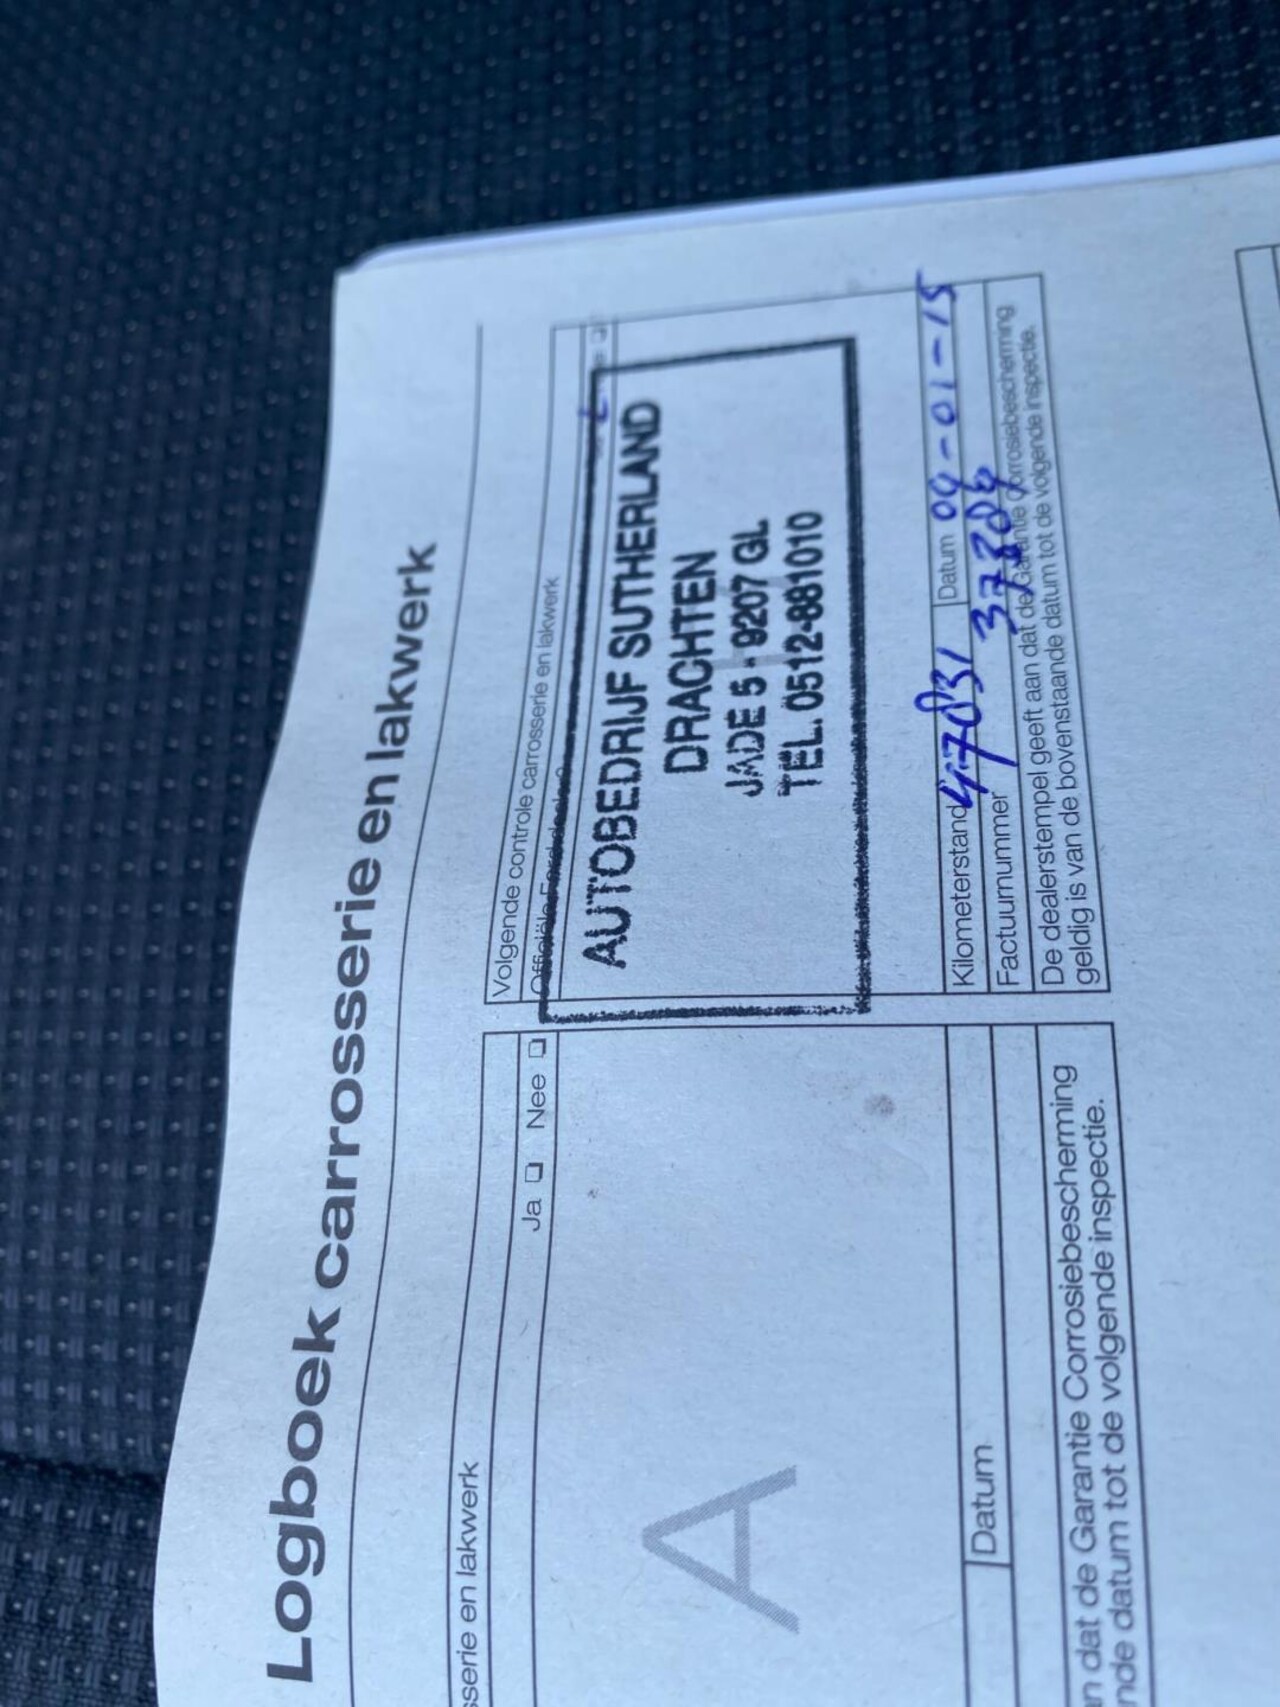 Logboek carrosserie en lakwerk
sserie en lakwerk
Ja ❏ Nee ❏
A
Datum
n dat de Garantie Corrosiebescherming
nde datum tot de volgende inspectie.
Volgende controle carrosserie en lakwerk
AUTOBEDRIJF SUTHERLAND
DRACHTEN
JADE 5 - 9207 GL
TEL. 0512-881010
Kilometerstand 47831 Datum 09-01-15
Factuurnummer
De dealerstempel geeft aan dat de Garantie Corrosiebescherming
geldig is van de bovenstaande datum tot de volgende inspectie.